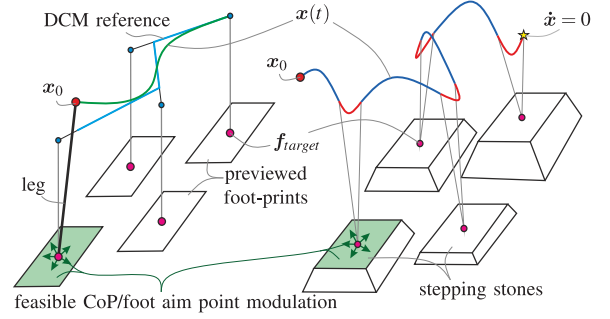 DCM reference
x(t)
ẋ = 0
x₀
x₀
f_target
leg
previewed
foot-prints
stepping stones
feasible CoP/foot aim point modulation